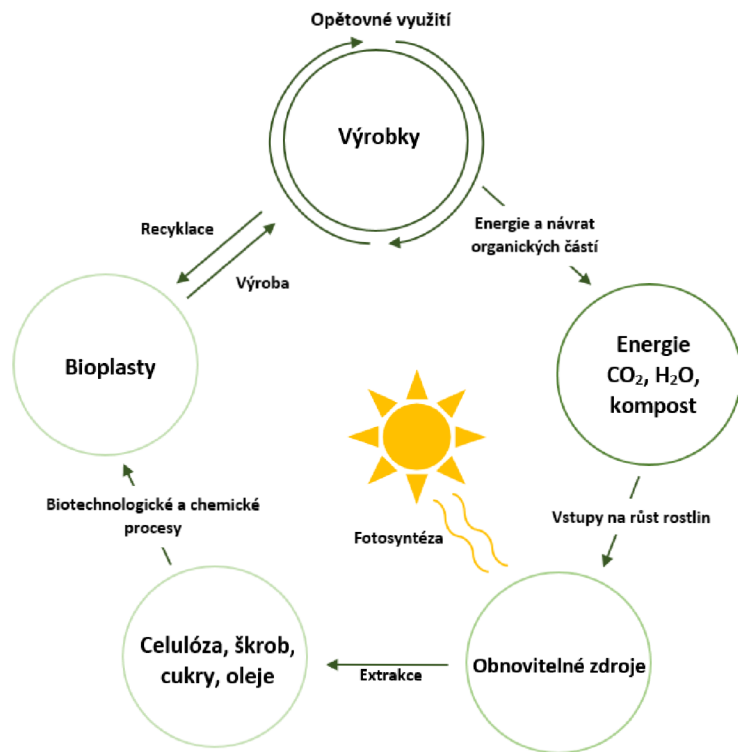 Opětovné využití
Výrobky
Recyklace
Energie a návrat
organických částí
Výroba
Bioplasty
Energie
CO₂, H₂O,
kompost
Biotechnologické a chemické
procesy
Vstupy na růst rostlin
Fotosyntéza
Celulóza, škrob,
cukry, oleje
Extrakce
Obnovitelné zdroje